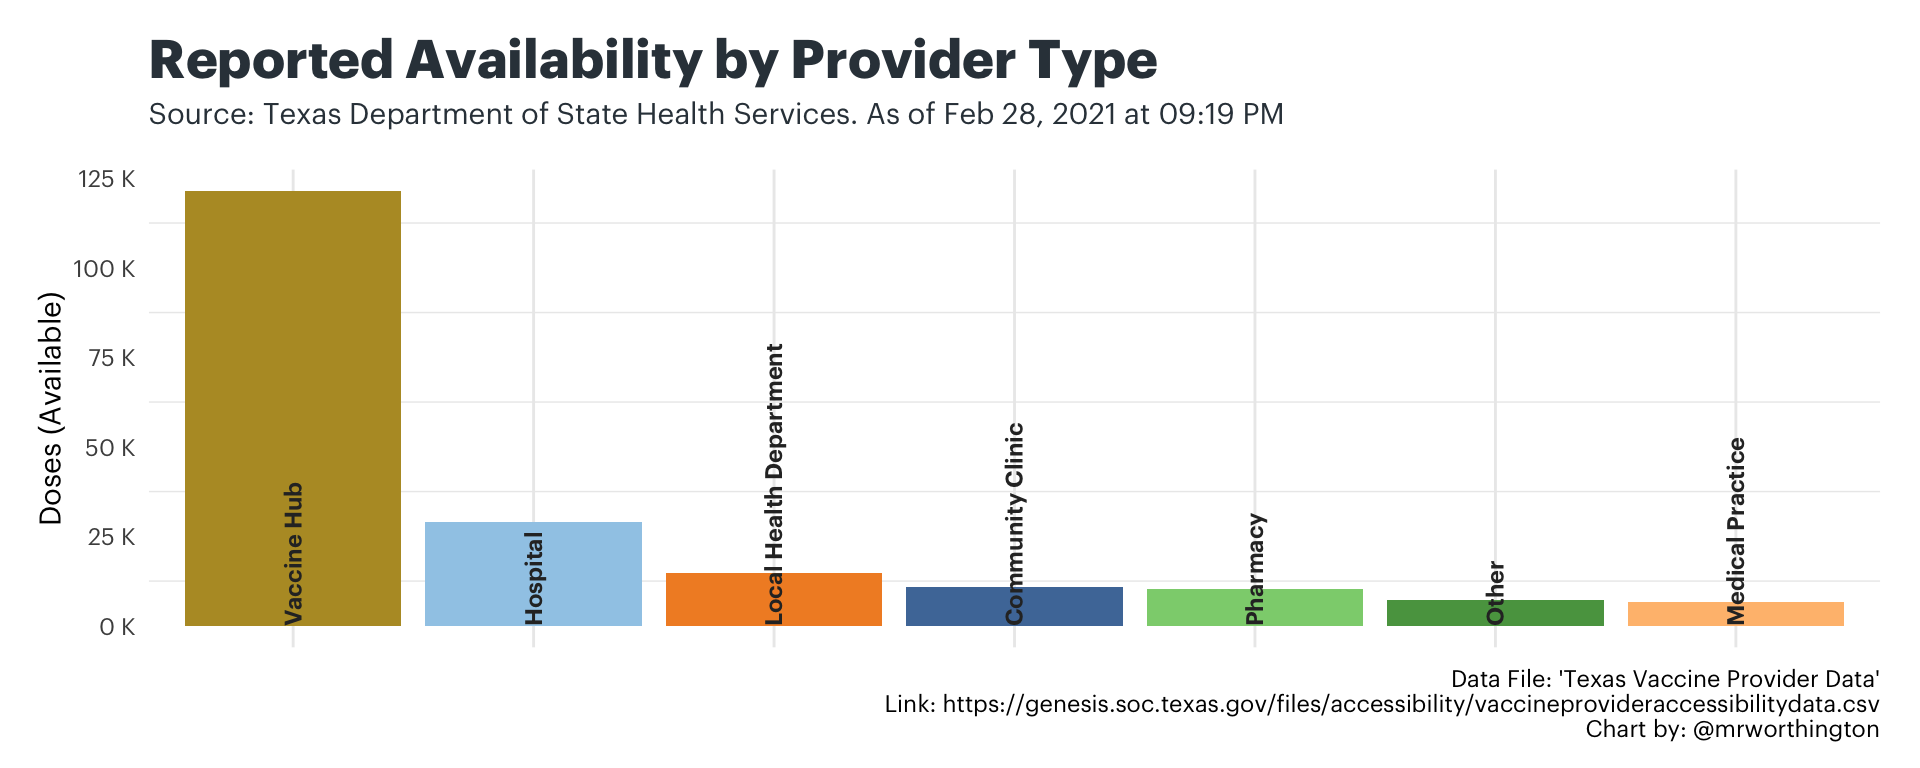 Reported Availability by Provider Type
Source: Texas Department of State Health Services. As of Feb 28, 2021 at 09:19 PM
Doses (Available)
125 K
100 K
75 K
50 K
25 K
0 K
Vaccine Hub
Hospital
Local Health Department
Community Clinic
Pharmacy
Other
Medical Practice
Data File: 'Texas Vaccine Provider Data'
Link: https://genesis.soc.texas.gov/files/accessibility/vaccineprovideraccessibilitydata.csv
Chart by: @mrworthington